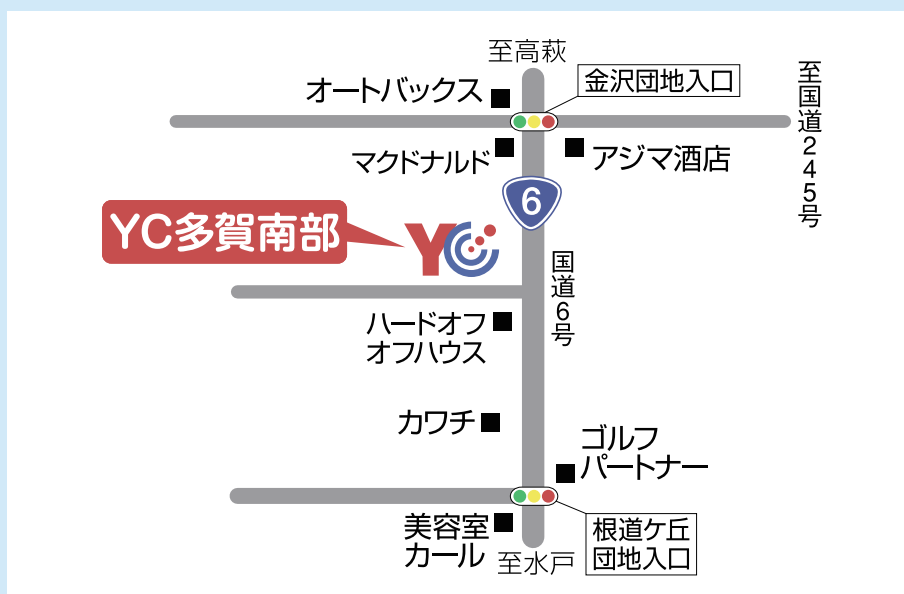 至高萩
金沢団地入口
オートバックス
至国道245号
マクドナルド
アジマ酒店
6
YC多賀南部
YC
国道6号
ハードオフ
オフハウス
カワチ
ゴルフ
パートナー
美容室
カール
根道ケ丘
団地入口
至水戸